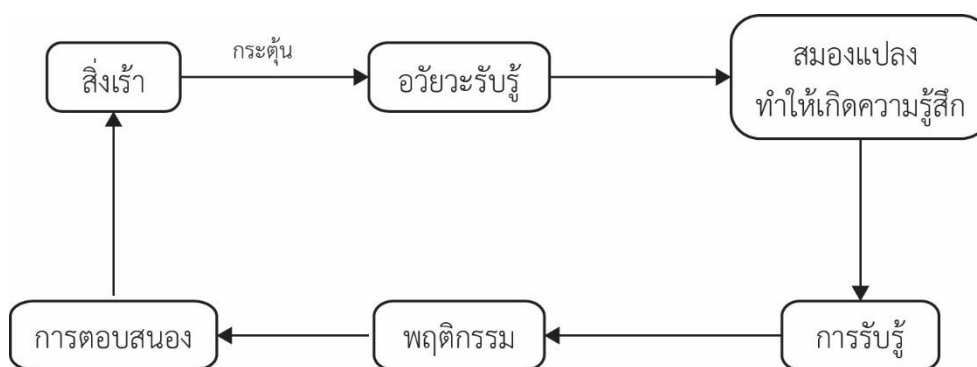 สิ่งเร้า
กระตุ้น
อวัยวะรับรู้
สมองแปลง
ทำให้เกิดความรู้สึก
การรับรู้
พฤติกรรม
การตอบสนอง